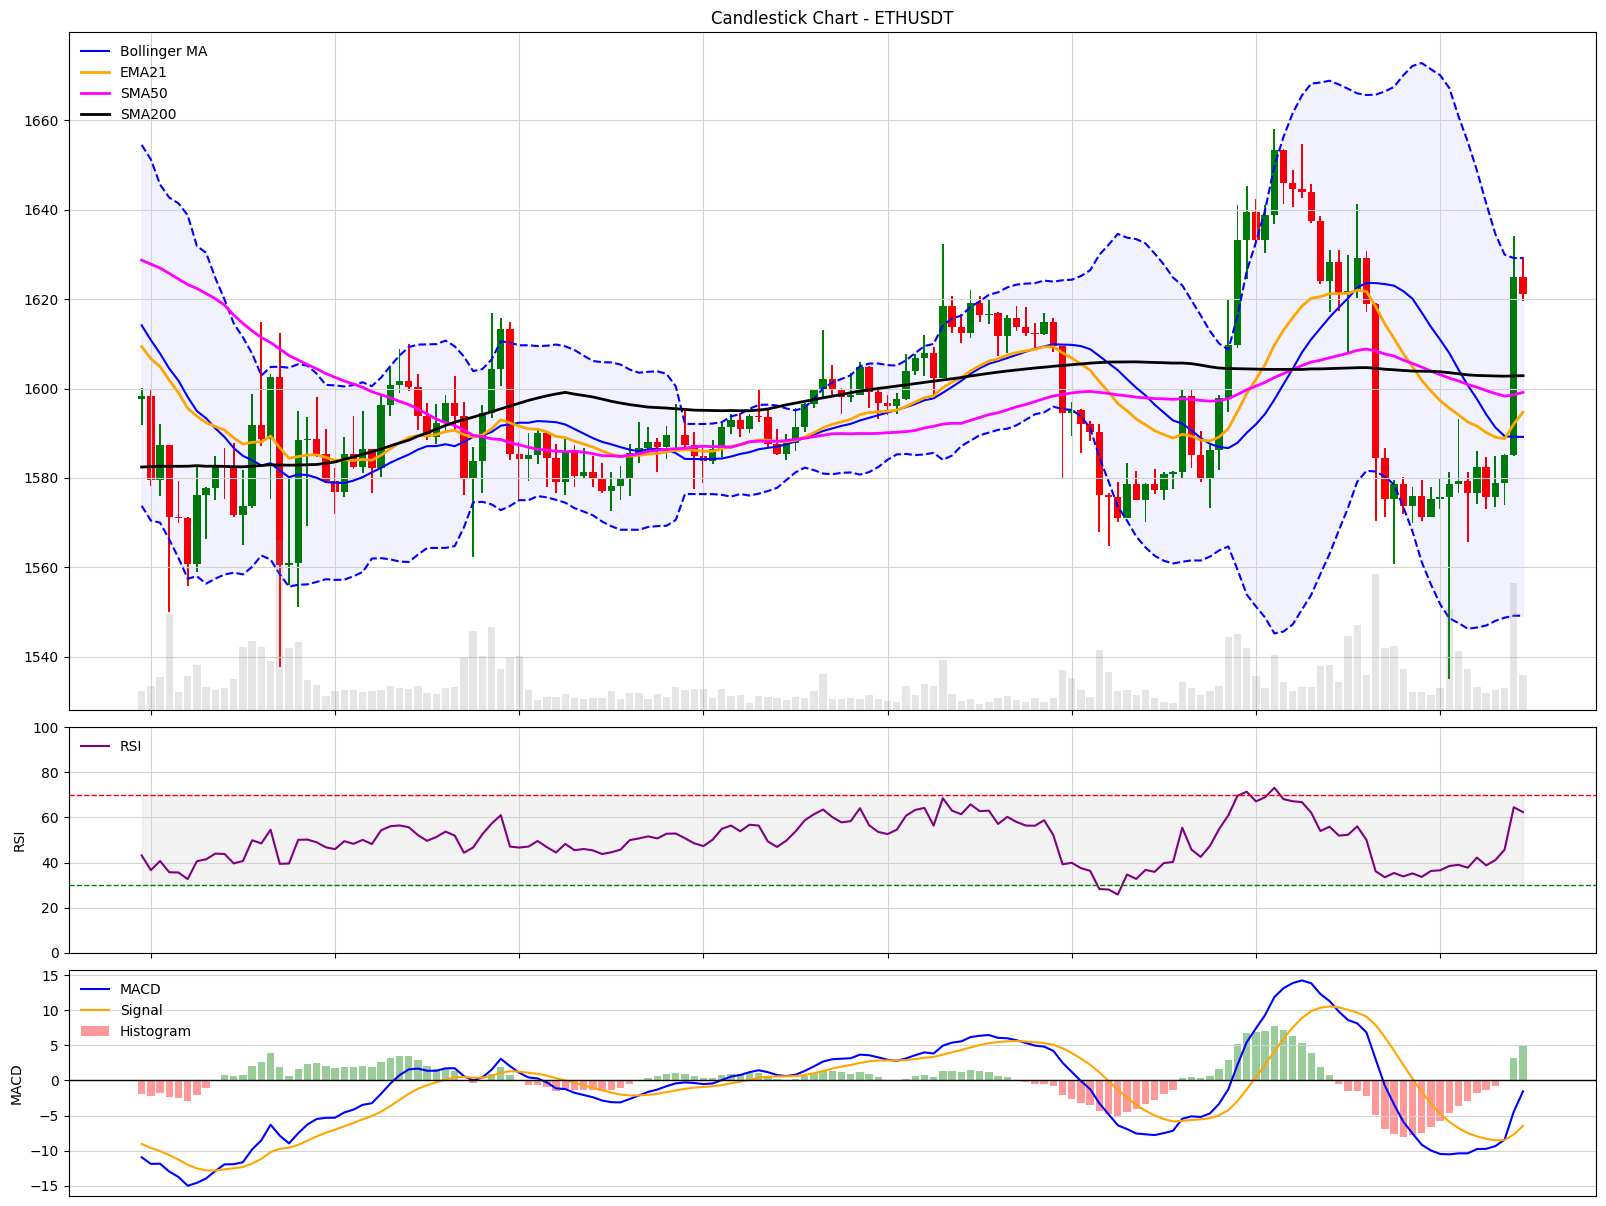 Candlestick Chart - ETHUSDT
Bollinger MA
EMA21
SMA50
SMA200
1660
1640
1620
1600
1580
1560
1540
RSI
100
80
60
40
20
0
RSI
MACD
Signal
Histogram
15
10
5
0
−5
−10
−15
MACD